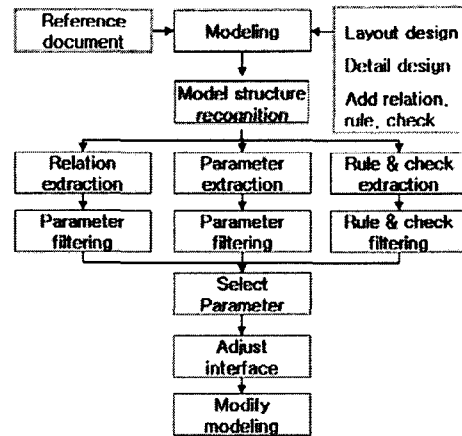 Reference
document
Modeling
Layout design
Detail design
Add relation,
rule, check
Model structure
recognition
Relation
extraction
Parameter
extraction
Rule & check
extraction
Parameter
filtering
Parameter
filtering
Rule & check
filtering
Select
Parameter
Adjust
interface
Modify
modeling